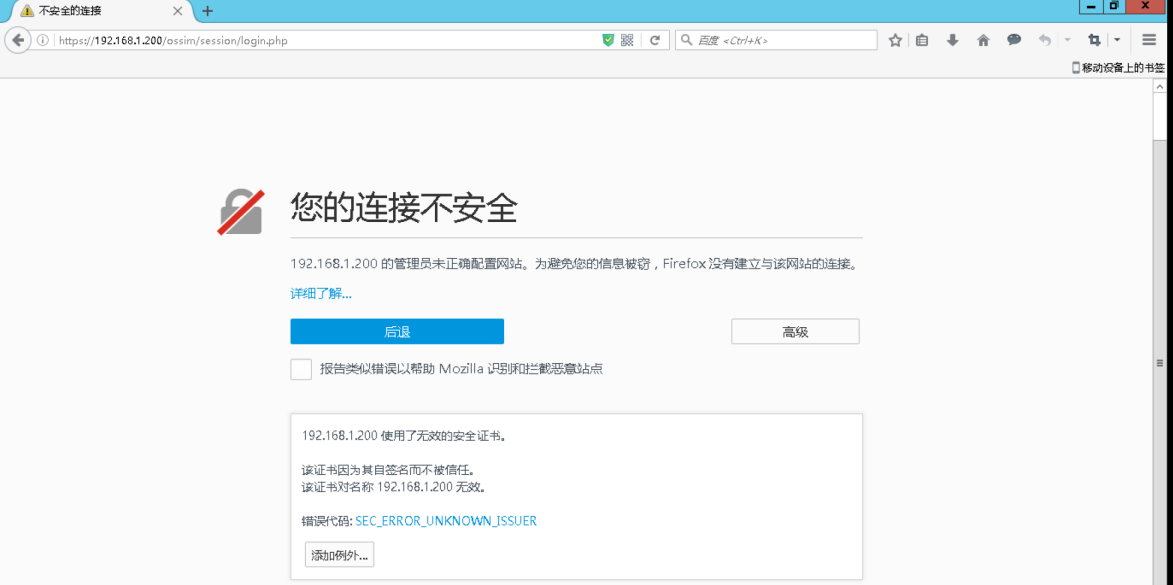 不安全的连接
https://192.168.1.200/ossim/session/login.php
百度 <Ctrl+K>
移动设备上的书签
您的连接不安全
192.168.1.200 的管理员未正确配置网站。为避免您的信息被窃，Firefox 没有建立与该网站的连接。
详细了解...
后退
高级
报告类似错误以帮助 Mozilla 识别和拦截恶意站点
192.168.1.200 使用了无效的安全证书。
该证书因为其自签名而不被信任。
该证书对名称 192.168.1.200 无效。
错误代码: SEC_ERROR_UNKNOWN_ISSUER
添加例外...